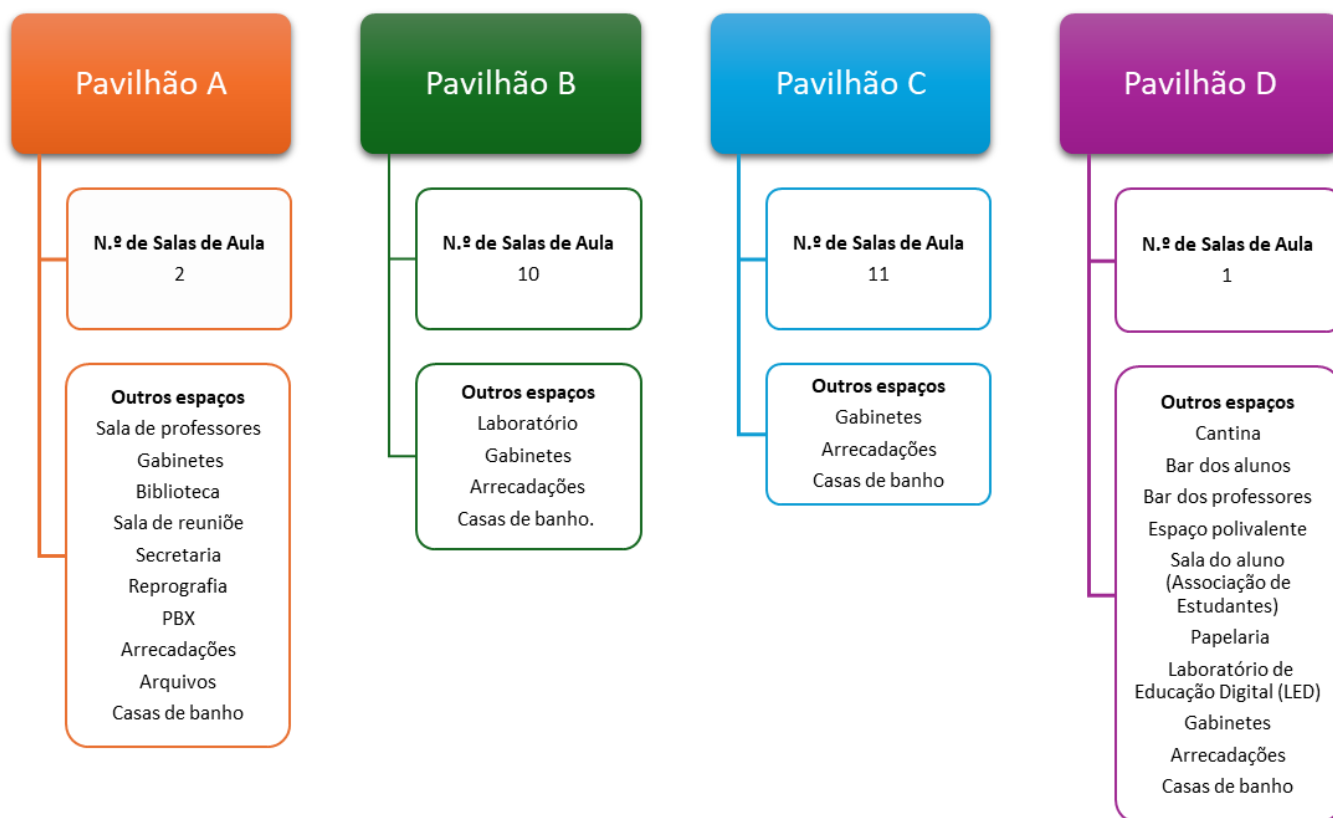 Pavilhão A
N.º de Salas de Aula
2
Outros espaços
Sala de professores
Gabinetes
Biblioteca
Sala de reuniõe
Secretaria
Reprografia
PBX
Arrecadações
Arquivos
Casas de banho
Pavilhão B
N.º de Salas de Aula
10
Outros espaços
Laboratório
Gabinetes
Arrecadações
Casas de banho.
Pavilhão C
N.º de Salas de Aula
11
Outros espaços
Gabinetes
Arrecadações
Casas de banho
Pavilhão D
N.º de Salas de Aula
1
Outros espaços
Cantina
Bar dos alunos
Bar dos professores
Espaço polivalente
Sala do aluno
(Associação de
Estudantes)
Papelaria
Laboratório de
Educação Digital (LED)
Gabinetes
Arrecadações
Casas de banho